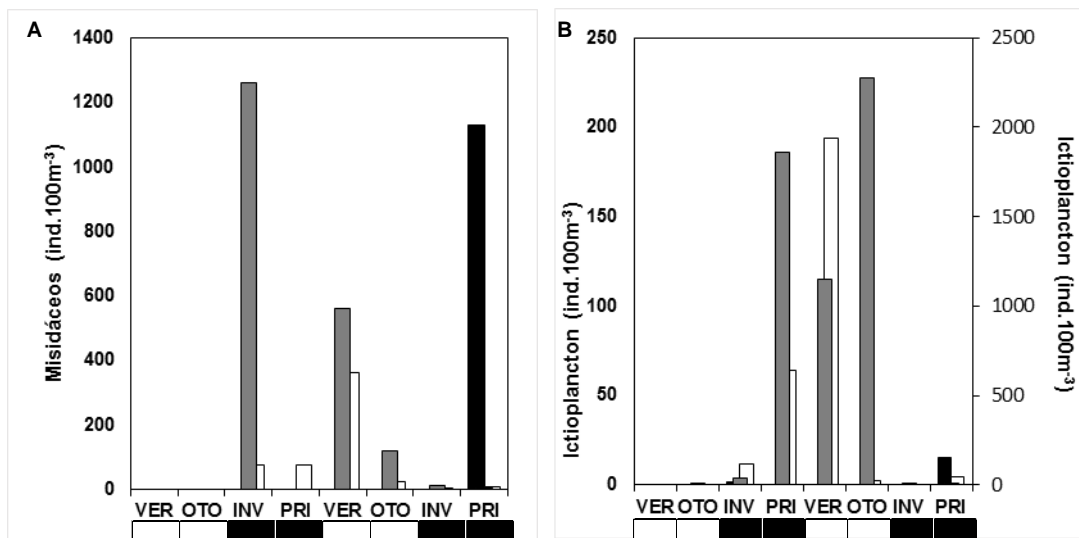 A
Misidáceos (ind.100m-3)
1400
1200
1000
800
600
400
200
0
VER OTO INV PRI VER OTO INV PRI
B
Ictioplancton (ind.100m-3)
250
200
150
100
50
0
2500
2000
1500
1000
500
0
Ictioplancton (ind.100m-3)
VER OTO INV PRI VER OTO INV PRI